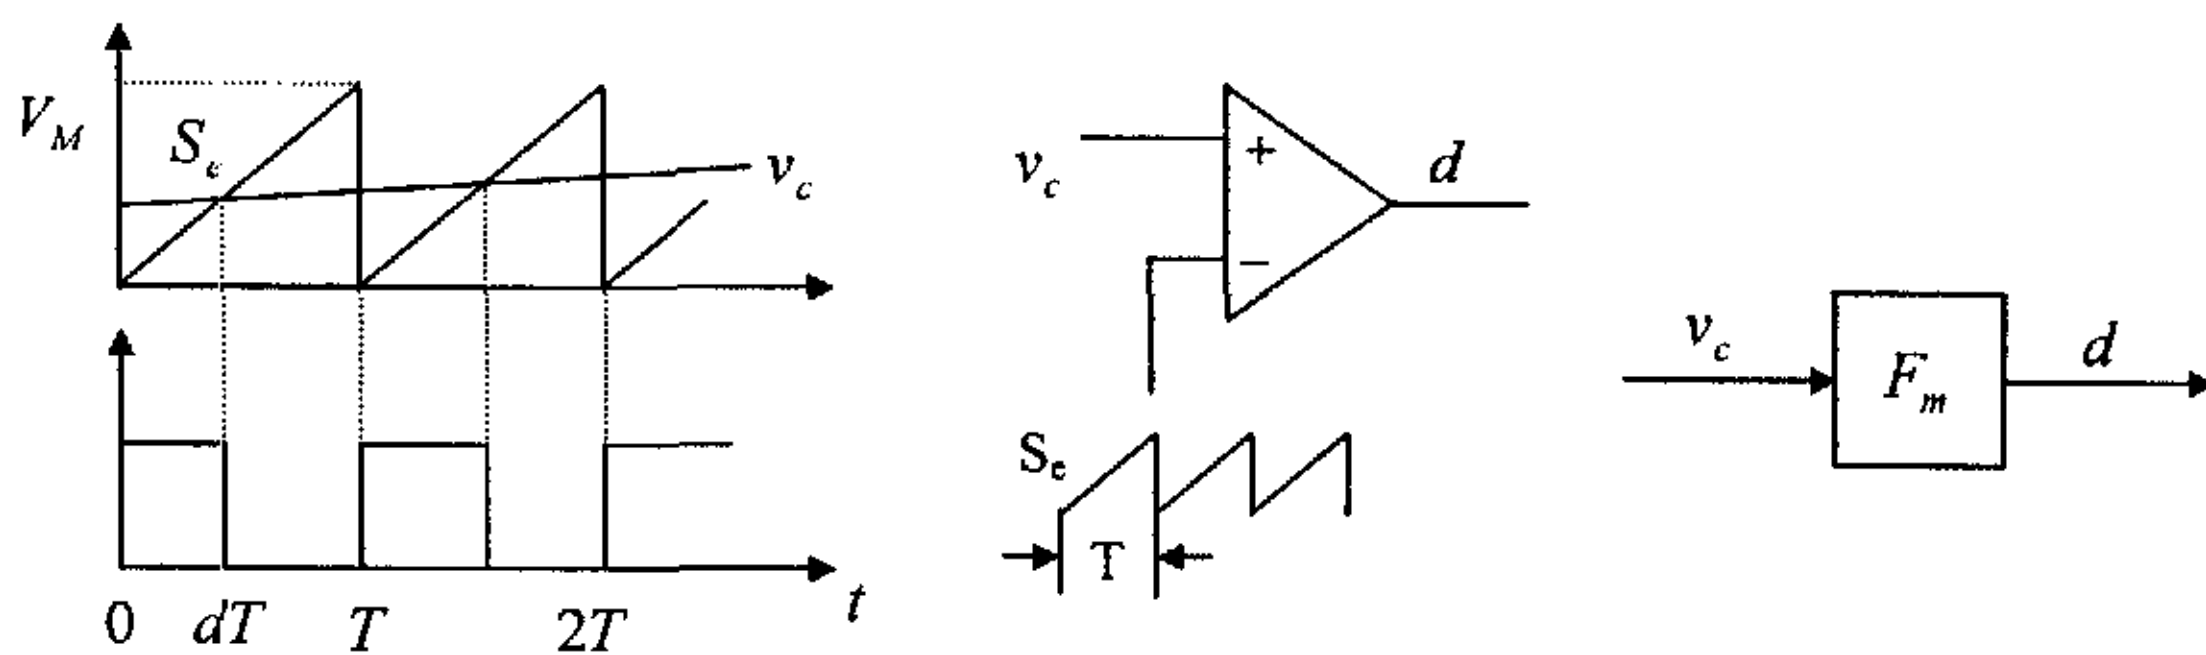 V_M
S_e
v_c
0 dT T 2T t
v_c
+
−
d
S_e
T
v_c
F_m
d